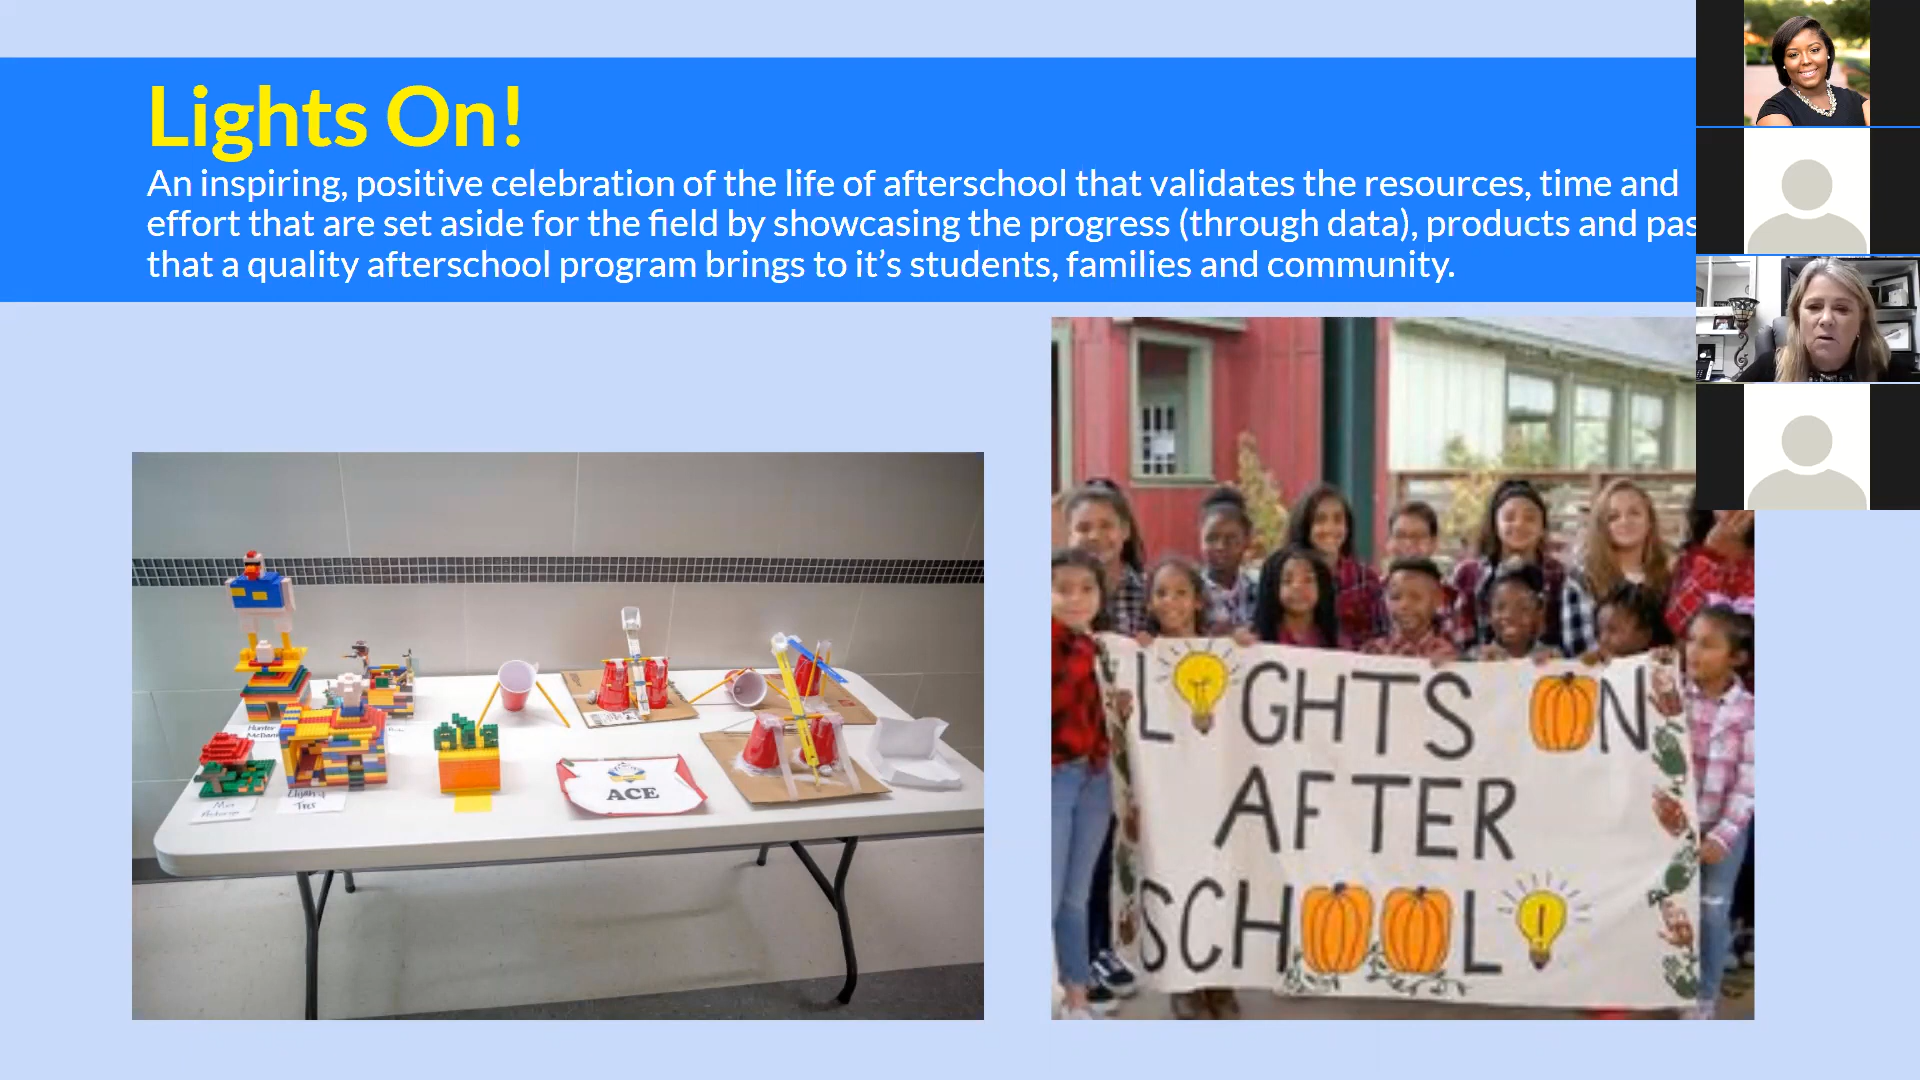 Lights On!
An inspiring, positive celebration of the life of afterschool that validates the resources, time and
effort that are set aside for the field by showcasing the progress (through data), products and pas
that a quality afterschool program brings to it’s students, families and community.
Hunter
ACE
LIGHTS ON
AFTER
SCHOOL!